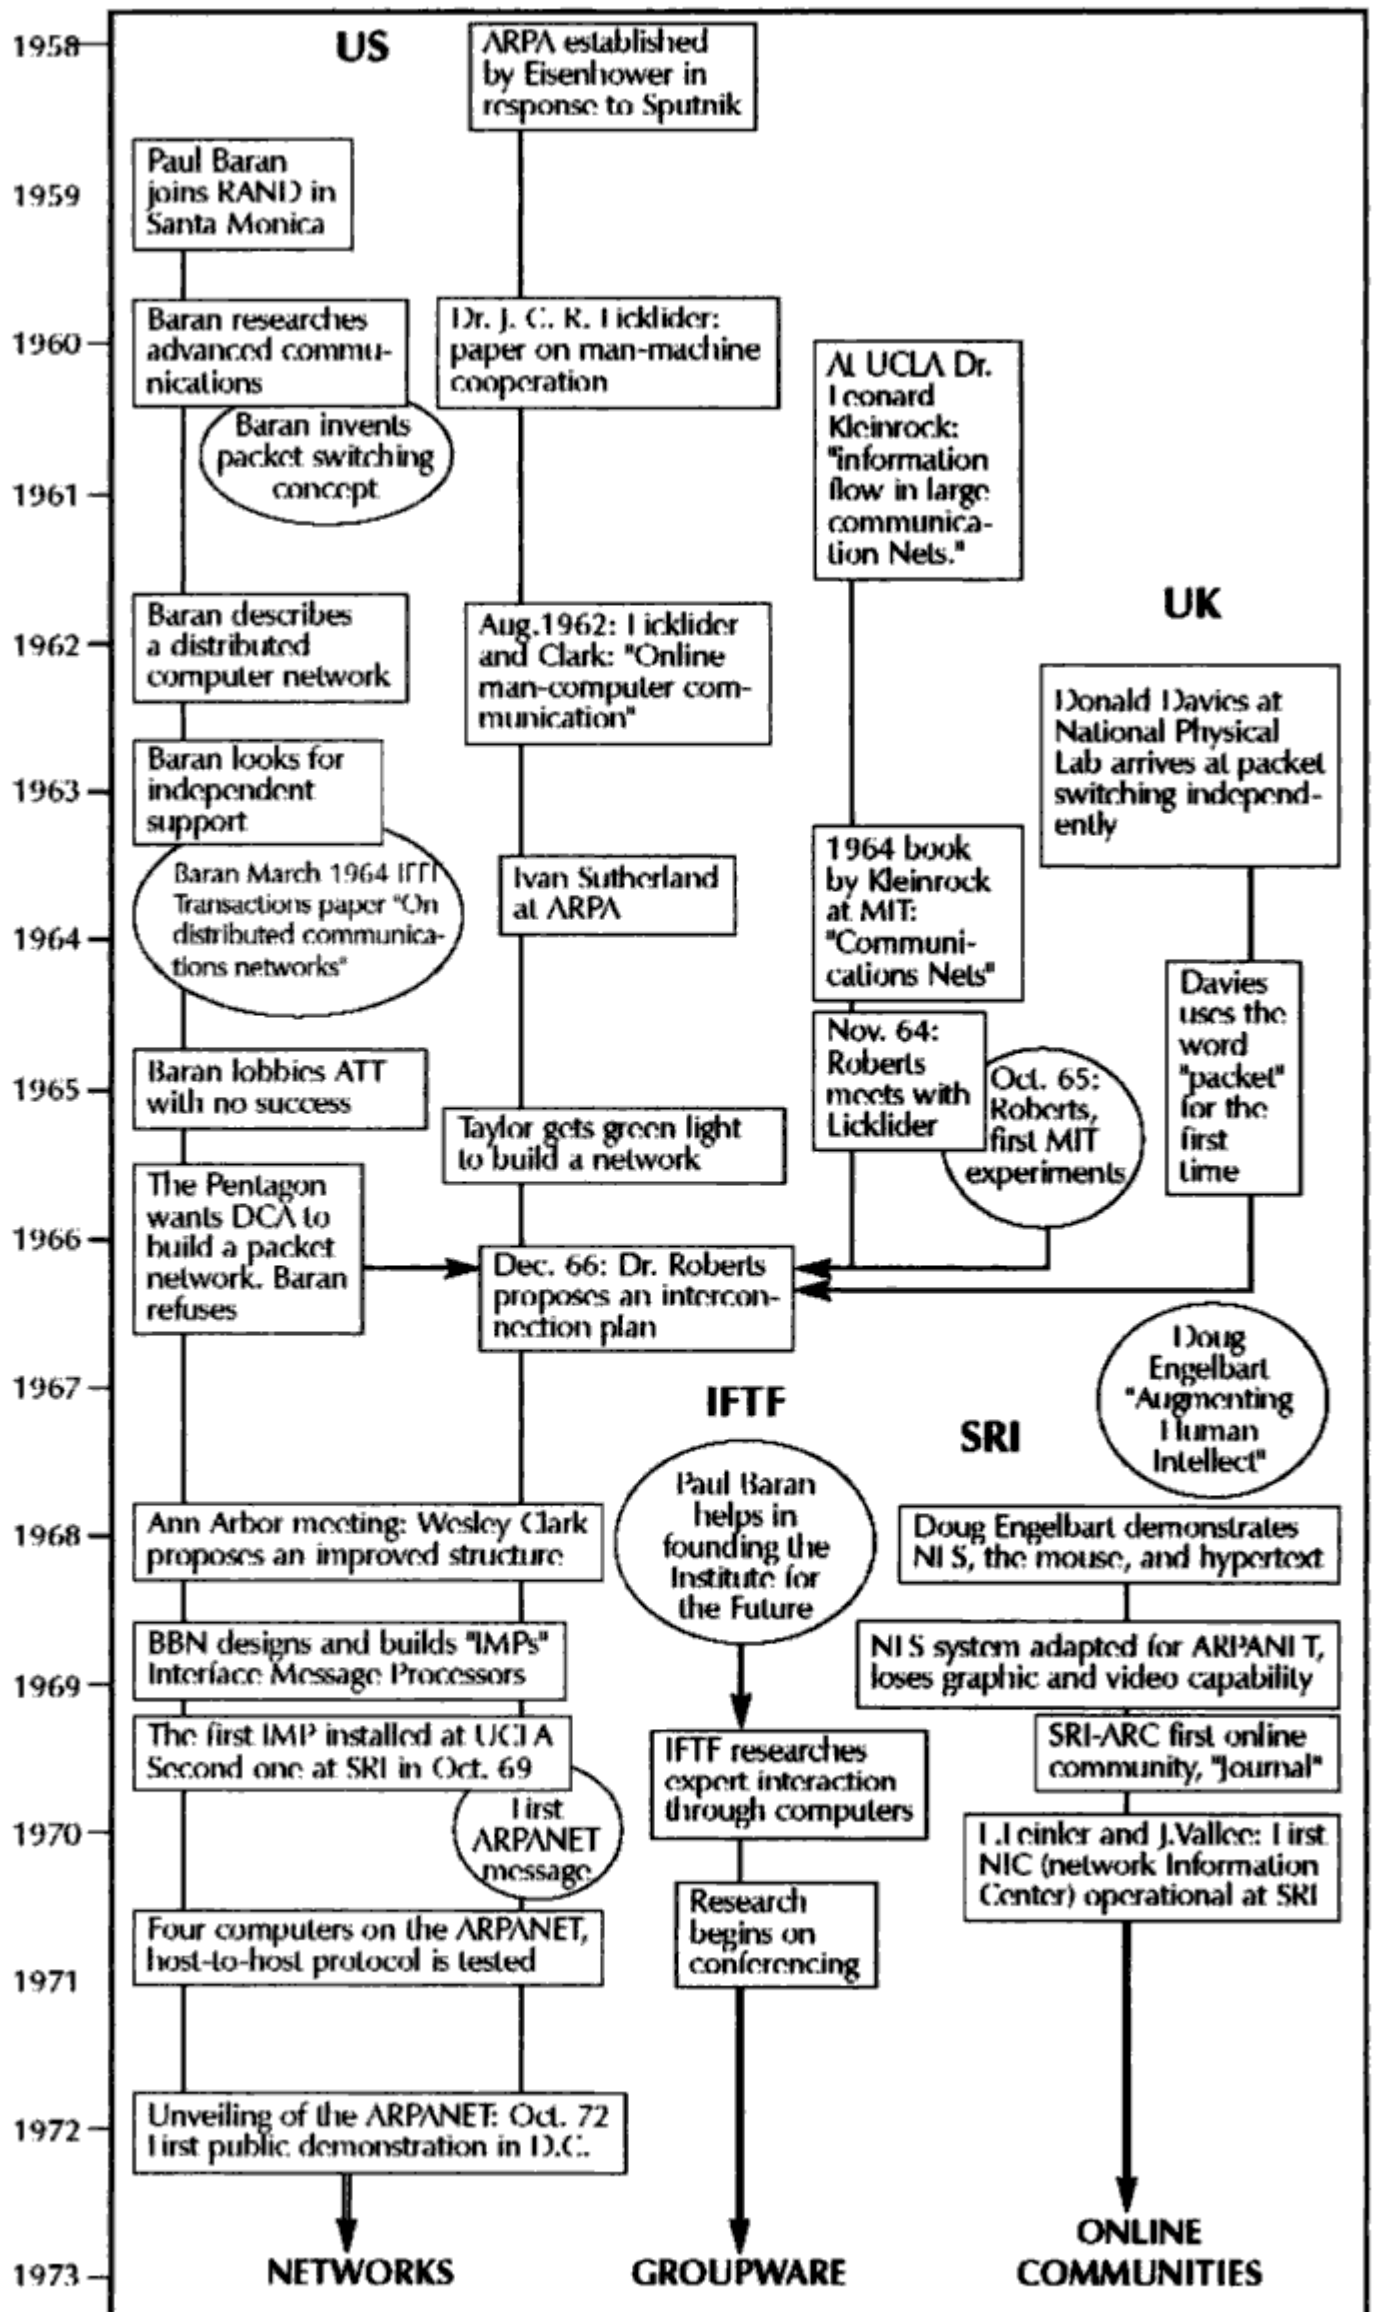 1958
US
ARPA established
by Eisenhower in
response to Sputnik
Paul Baran
joins RAND in
Santa Monica
1959
Baran researches
advanced commu-
nications
Dr. J. C. R. Licklider:
paper on man-machine
cooperation
1960
At UCLA Dr.
Leonard
Kleinrock:
"information
flow in large
communica-
tion Nets."
Baran invents
packet switching
concept
1961
UK
Baran describes
a distributed
computer network
Aug.1962: Licklider
and Clark: "Online
man-computer com-
munication"
1962
Donald Davies at
National Physical
Lab arrives at packet
switching independ-
ently
Baran looks for
independent
support
1963
1964 book
by Kleinrock
at MIT:
"Communi-
cations Nets"
Baran March 1964 IEEE
Transactions paper "On
distributed communica-
tions networks"
Ivan Sutherland
at ARPA
1964
Davies
uses the
word
"packet"
for the
first
time
Nov. 64:
Roberts
meets with
Licklider
Oct. 65:
Roberts,
first MIT
experiments
Baran lobbies ATT
with no success
1965
Taylor gets green light
to build a network
The Pentagon
wants DCA to
build a packet
network. Baran
refuses
1966
Dec. 66: Dr. Roberts
proposes an intercon-
nection plan
Doug
Engelbart
"Augmenting
Human
Intellect"
1967
IFTF
SRI
Paul Baran
helps in
founding the
Institute for
the Future
Ann Arbor meeting: Wesley Clark
proposes an improved structure
1968
Doug Engelbart demonstrates
NLS, the mouse, and hypertext
BBN designs and builds "IMPs"
Interface Message Processors
NLS system adapted for ARPANET,
loses graphic and video capability
1969
The first IMP installed at UCLA
Second one at SRI in Oct. 69
IFTF researches
expert interaction
through computers
SRI-ARC first online
community, "Journal"
First
ARPANET
message
1970
E.Feinler and J.Vallee: First
NIC (network Information
Center) operational at SRI
Research
begins on
conferencing
Four computers on the ARPANET,
host-to-host protocol is tested
1971
Unveiling of the ARPANET: Oct. 72
First public demonstration in D.C.
1972
NETWORKS
GROUPWARE
ONLINE
COMMUNITIES
1973